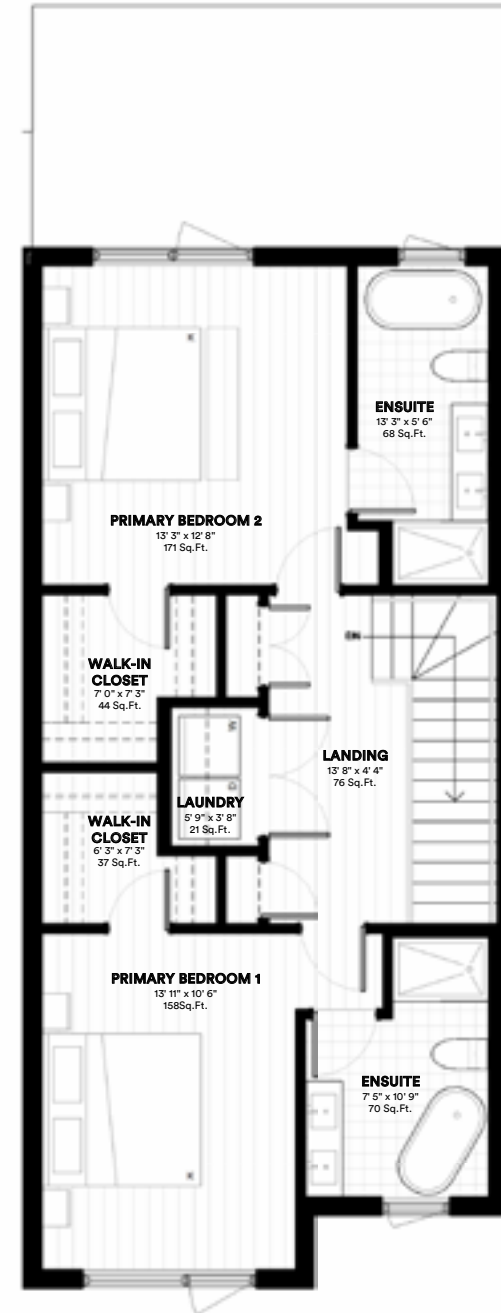 ENSUITE
13' 3" x 5' 6"
68 Sq.Ft.
PRIMARY BEDROOM 2
13' 3" x 12' 8"
171 Sq.Ft.
WALK-IN
CLOSET
7' 0" x 7' 3"
44 Sq.Ft.
DN
W
LANDING
13' 8" x 4' 4"
76 Sq.Ft.
D
LAUNDRY
5' 9" x 3' 8"
21 Sq.Ft.
WALK-IN
CLOSET
6' 3" x 7' 3"
37 Sq.Ft.
PRIMARY BEDROOM 1
13' 11" x 10' 6"
158Sq.Ft.
ENSUITE
7' 5" x 10' 9"
70 Sq.Ft.